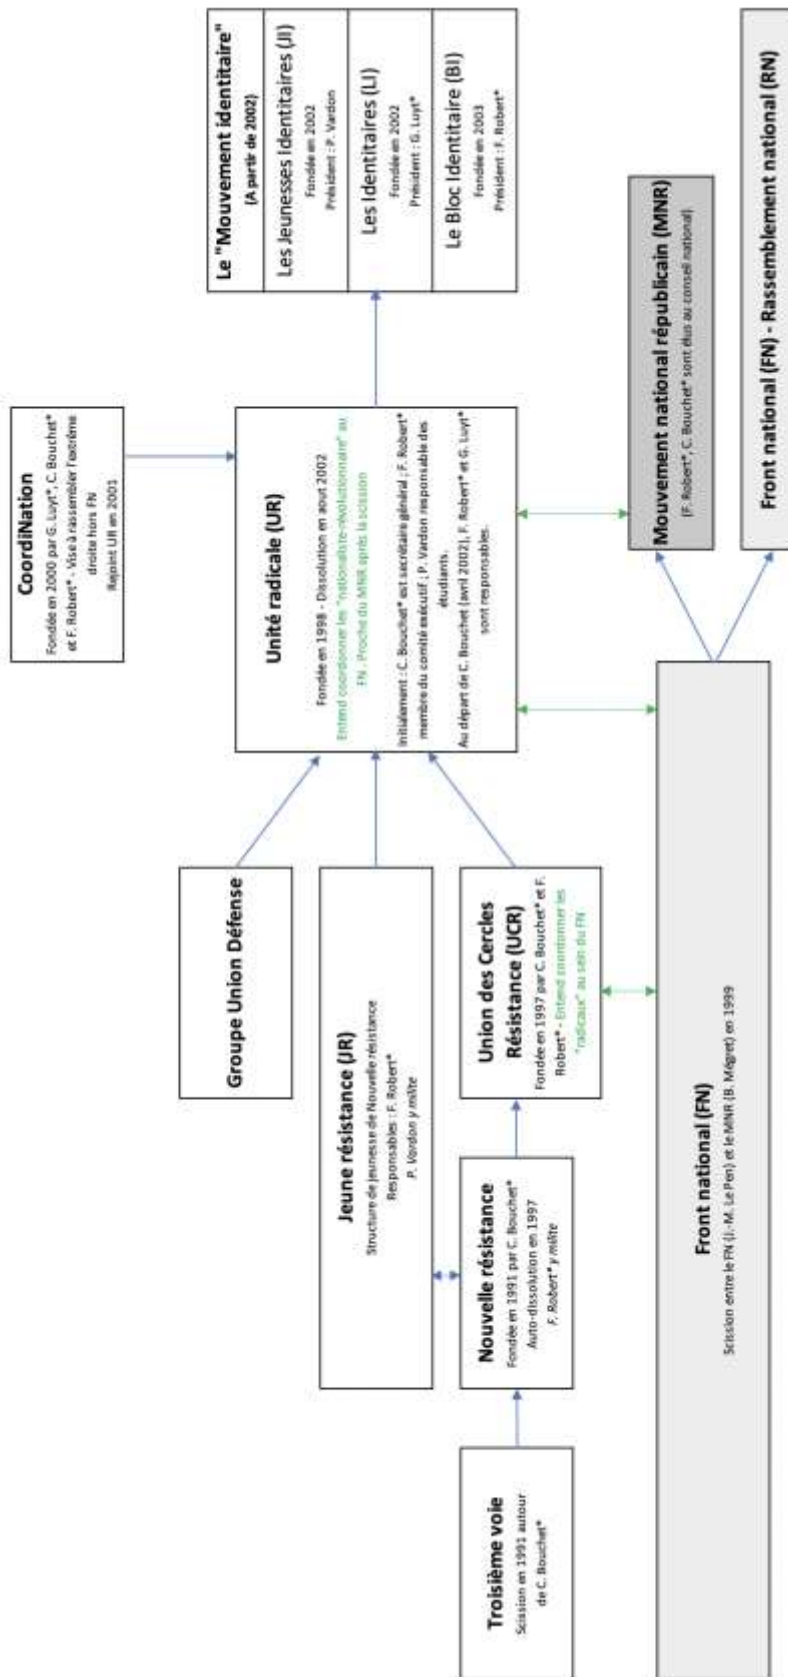 Troisième voie
Scission en 1991 autour
de C. Bouchet*
Nouvelle résistance
Fondée en 1991 par C. Bouchet*
Auto-dissolution en 1997
F. Robert* y milite
Jeune résistance (JR)
Structure de jeunesse de Nouvelle résistance
Responsables : F. Robert*
P. Vardon y milite
Groupe Union Défense
Union des Cercles
Résistance (UCR)
Fondée en 1997 par C. Bouchet* et F.
Robert* - Entend coordonner les
"radicaux" au sein du FN
CoordiNation
Fondée en 2000 par G. Luyt*, C. Bouchet*
et F. Robert* - Vise à rassembler l'extrême
droite hors FN
Rejoint UR en 2001
Unité radicale (UR)
Fondée en 1998 - Dissolution en aout 2002
Entend coordonner les "nationaliste-révolutionnaire" au
FN . Proche du MNR après la scission
Initialement : C. Bouchet* est secrétaire général ; F. Robert*
membre du comité exécutif ; P. Vardon responsable des
étudiants.
Au départ de C. Bouchet (avril 2002), F. Robert* et G. Luyt*
sont responsables.
Le "Mouvement identitaire"
(A partir de 2002)
Les Jeunesses Identitaires (JI)
Fondée en 2002
Président : P. Vardon
Les Identitaires (LI)
Fondée en 2002
Président : G. Luyt*
Le Bloc Identitaire (BI)
Fondée en 2003
Président : F. Robert*
Front national (FN)
Scission entre le FN (J.-M. Le Pen) et le MNR (B. Mégret) en 1999
Mouvement national républicain (MNR)
(F. Robert*, C. Bouchet* sont élus au conseil national)
Front national (FN) - Rassemblement national (RN)